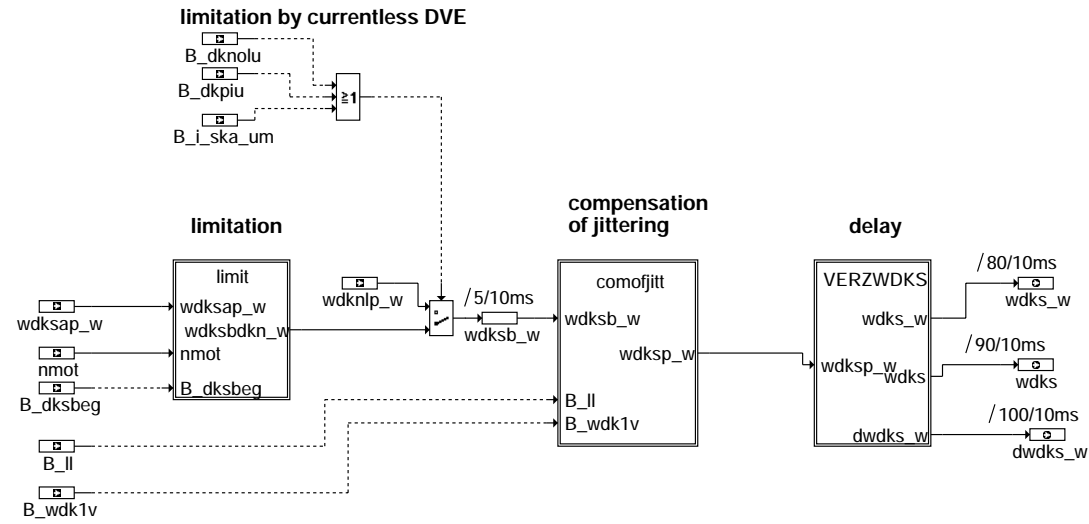 limitation by currentless DVE
B_dknolu
B_dkpiu
≥1
B_i_ska_um
compensation
of jittering
limitation
delay
limit
wdknlp_w
comofjitt
VERZWDKS
/80/10ms
wdks_w
wdksap_w
wdksap_w
wdksbdkn_w
/5/10ms
wdksb_w
wdksb_w
wdks_w
nmot
nmot
wdksp_w
wdksp_w
wdks
/90/10ms
wdks
B_dksbeg
B_dksbeg
B_ll
B_wdk1v
dwdks_w
/100/10ms
dwdks_w
B_ll
B_wdk1v